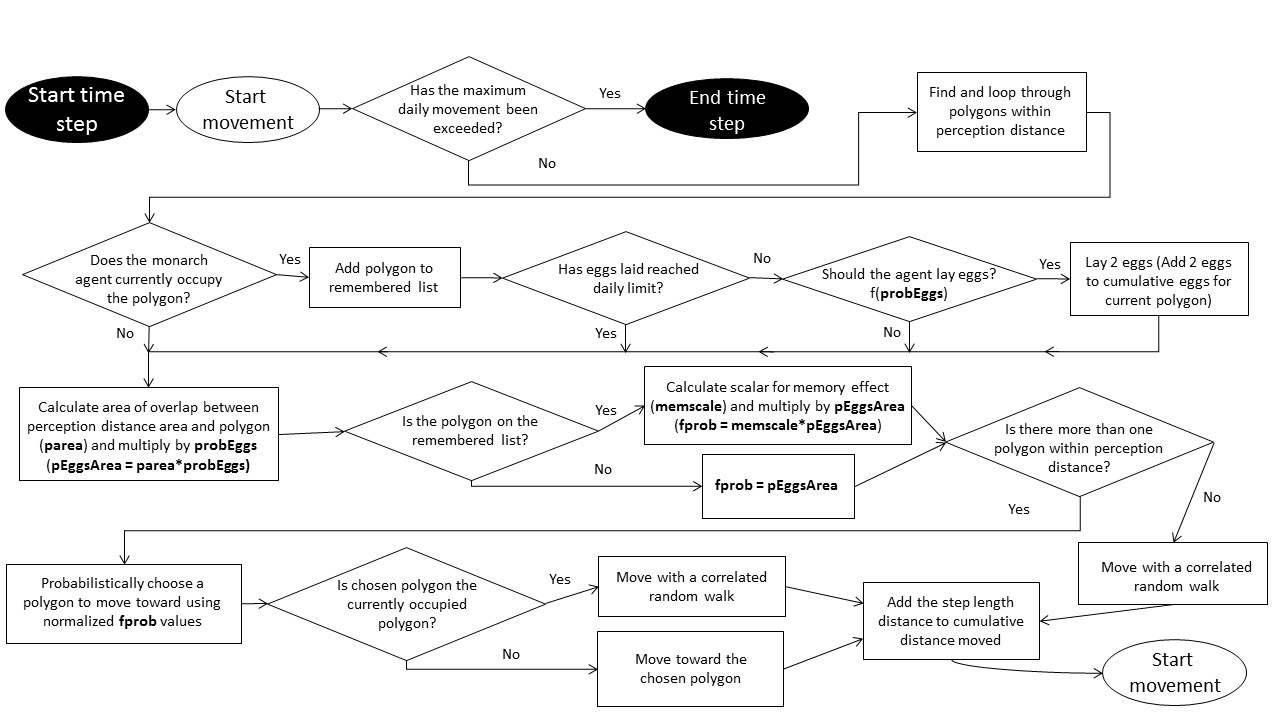 Start time
step
Start
movement
Has the maximum
daily movement been
exceeded?
Yes
End time
step
No
Find and loop through
polygons within
perception distance
Does the monarch
agent currently occupy
the polygon?
Yes
Add polygon to
remembered list
Has eggs laid reached
daily limit?
No
Should the agent lay eggs?
f(probEggs)
Yes
Lay 2 eggs (Add 2 eggs
to cumulative eggs for
current polygon)
No
Yes
No
Calculate area of overlap between
perception distance area and polygon
(parea) and multiply by probEggs
(pEggsArea = parea*probEggs)
Is the polygon on the
remembered list?
Yes
Calculate scalar for memory effect
(memscale) and multiply by pEggsArea
(fprob = memscale*pEggsArea)
No
fprob = pEggsArea
Is there more than one
polygon within perception
distance?
No
Yes
Probabilistically choose a
polygon to move toward using
normalized fprob values
Is chosen polygon the
currently occupied
polygon?
Yes
Move with a correlated
random walk
No
Move toward the
chosen polygon
Add the step length
distance to cumulative
distance moved
Move with a correlated
random walk
Start
movement